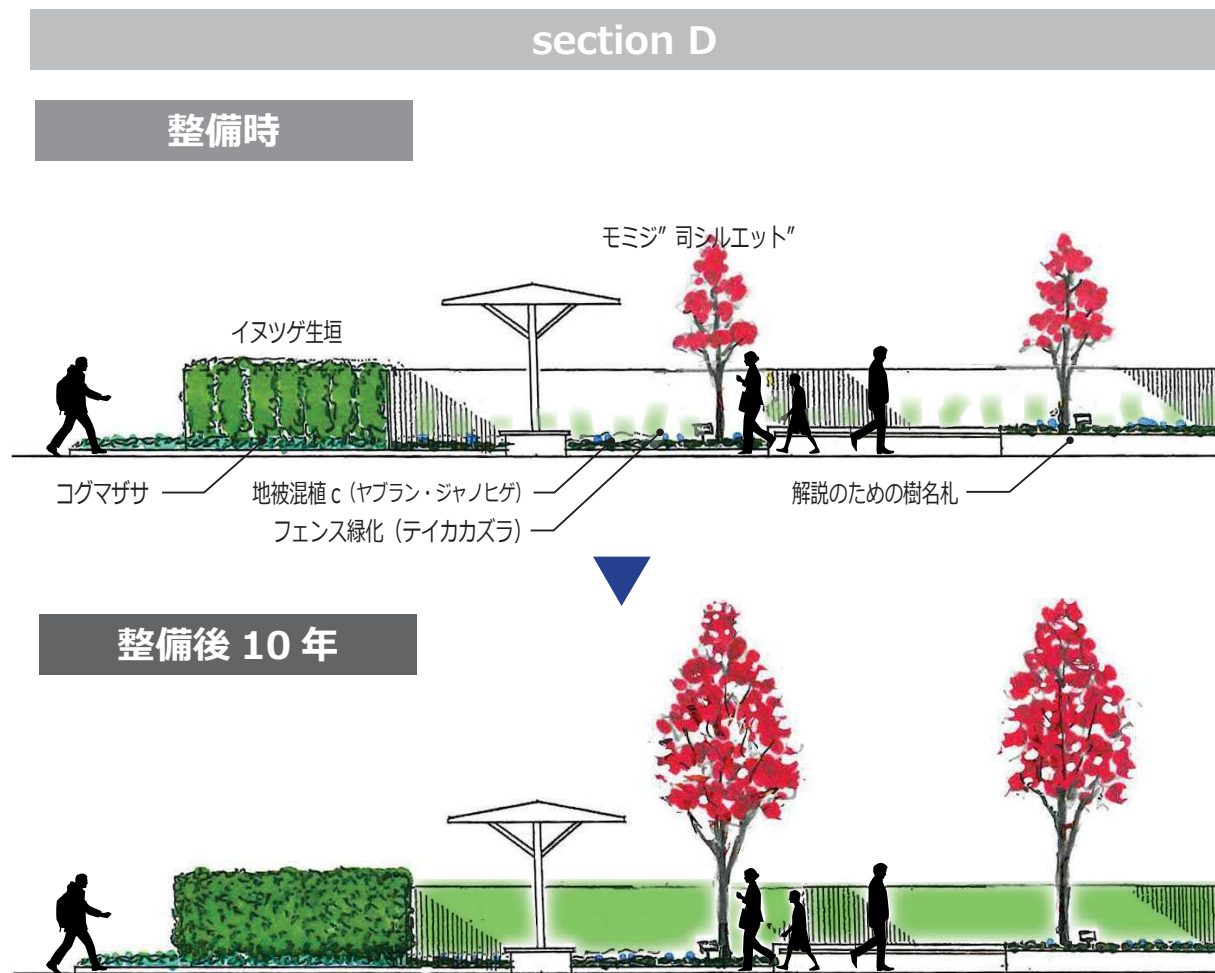 section D
整備時
モミジ”司シルエット”
イヌツゲ生垣
コグマザサ
地被混植 c（ヤブラン・ジャノヒゲ）
解説のための樹名札
フェンス緑化（テイカカズラ）
整備後 10 年